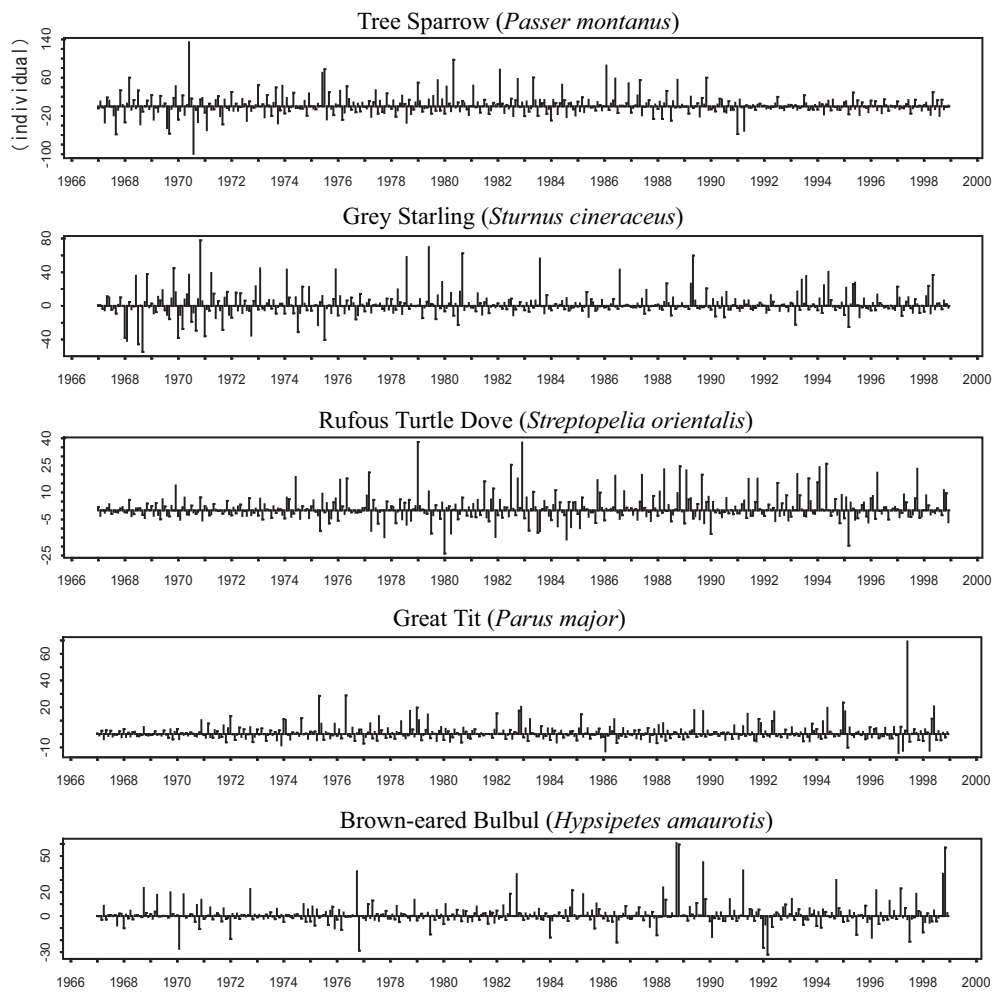 Tree Sparrow (Passer montanus)
(individual)
140
60
-20
-100
1966 1968 1970 1972 1974 1976 1978 1980 1982 1984 1986 1988 1990 1992 1994 1996 1998 2000
Grey Starling (Sturnus cineraceus)
80
40
0
-40
1966 1968 1970 1972 1974 1976 1978 1980 1982 1984 1986 1988 1990 1992 1994 1996 1998 2000
Rufous Turtle Dove (Streptopelia orientalis)
40
25
10
-5
-25
1966 1968 1970 1972 1974 1976 1978 1980 1982 1984 1986 1988 1990 1992 1994 1996 1998 2000
Great Tit (Parus major)
60
20
-10
1966 1968 1970 1972 1974 1976 1978 1980 1982 1984 1986 1988 1990 1992 1994 1996 1998 2000
Brown-eared Bulbul (Hypsipetes amaurotis)
50
20
0
-30
1966 1968 1970 1972 1974 1976 1978 1980 1982 1984 1986 1988 1990 1992 1994 1996 1998 2000